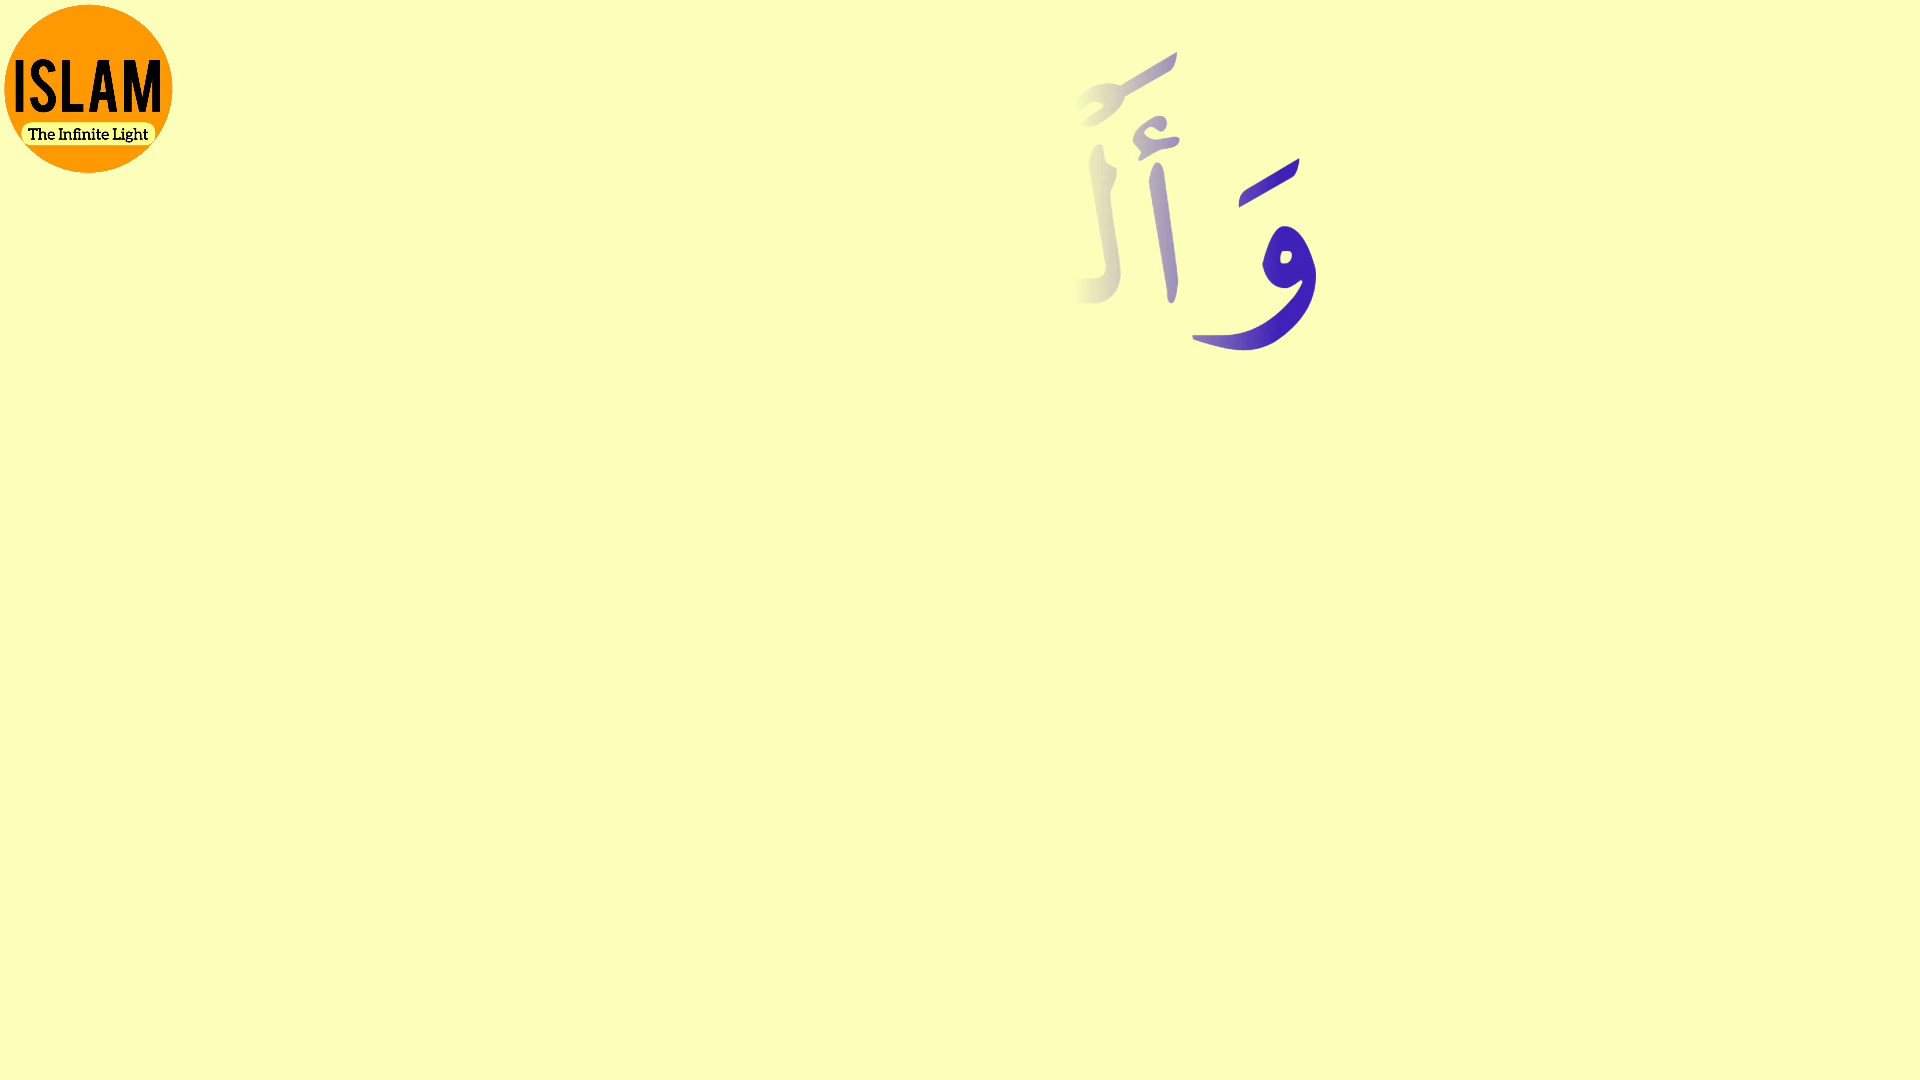 ISLAM
The Infinite Light
وَأَ